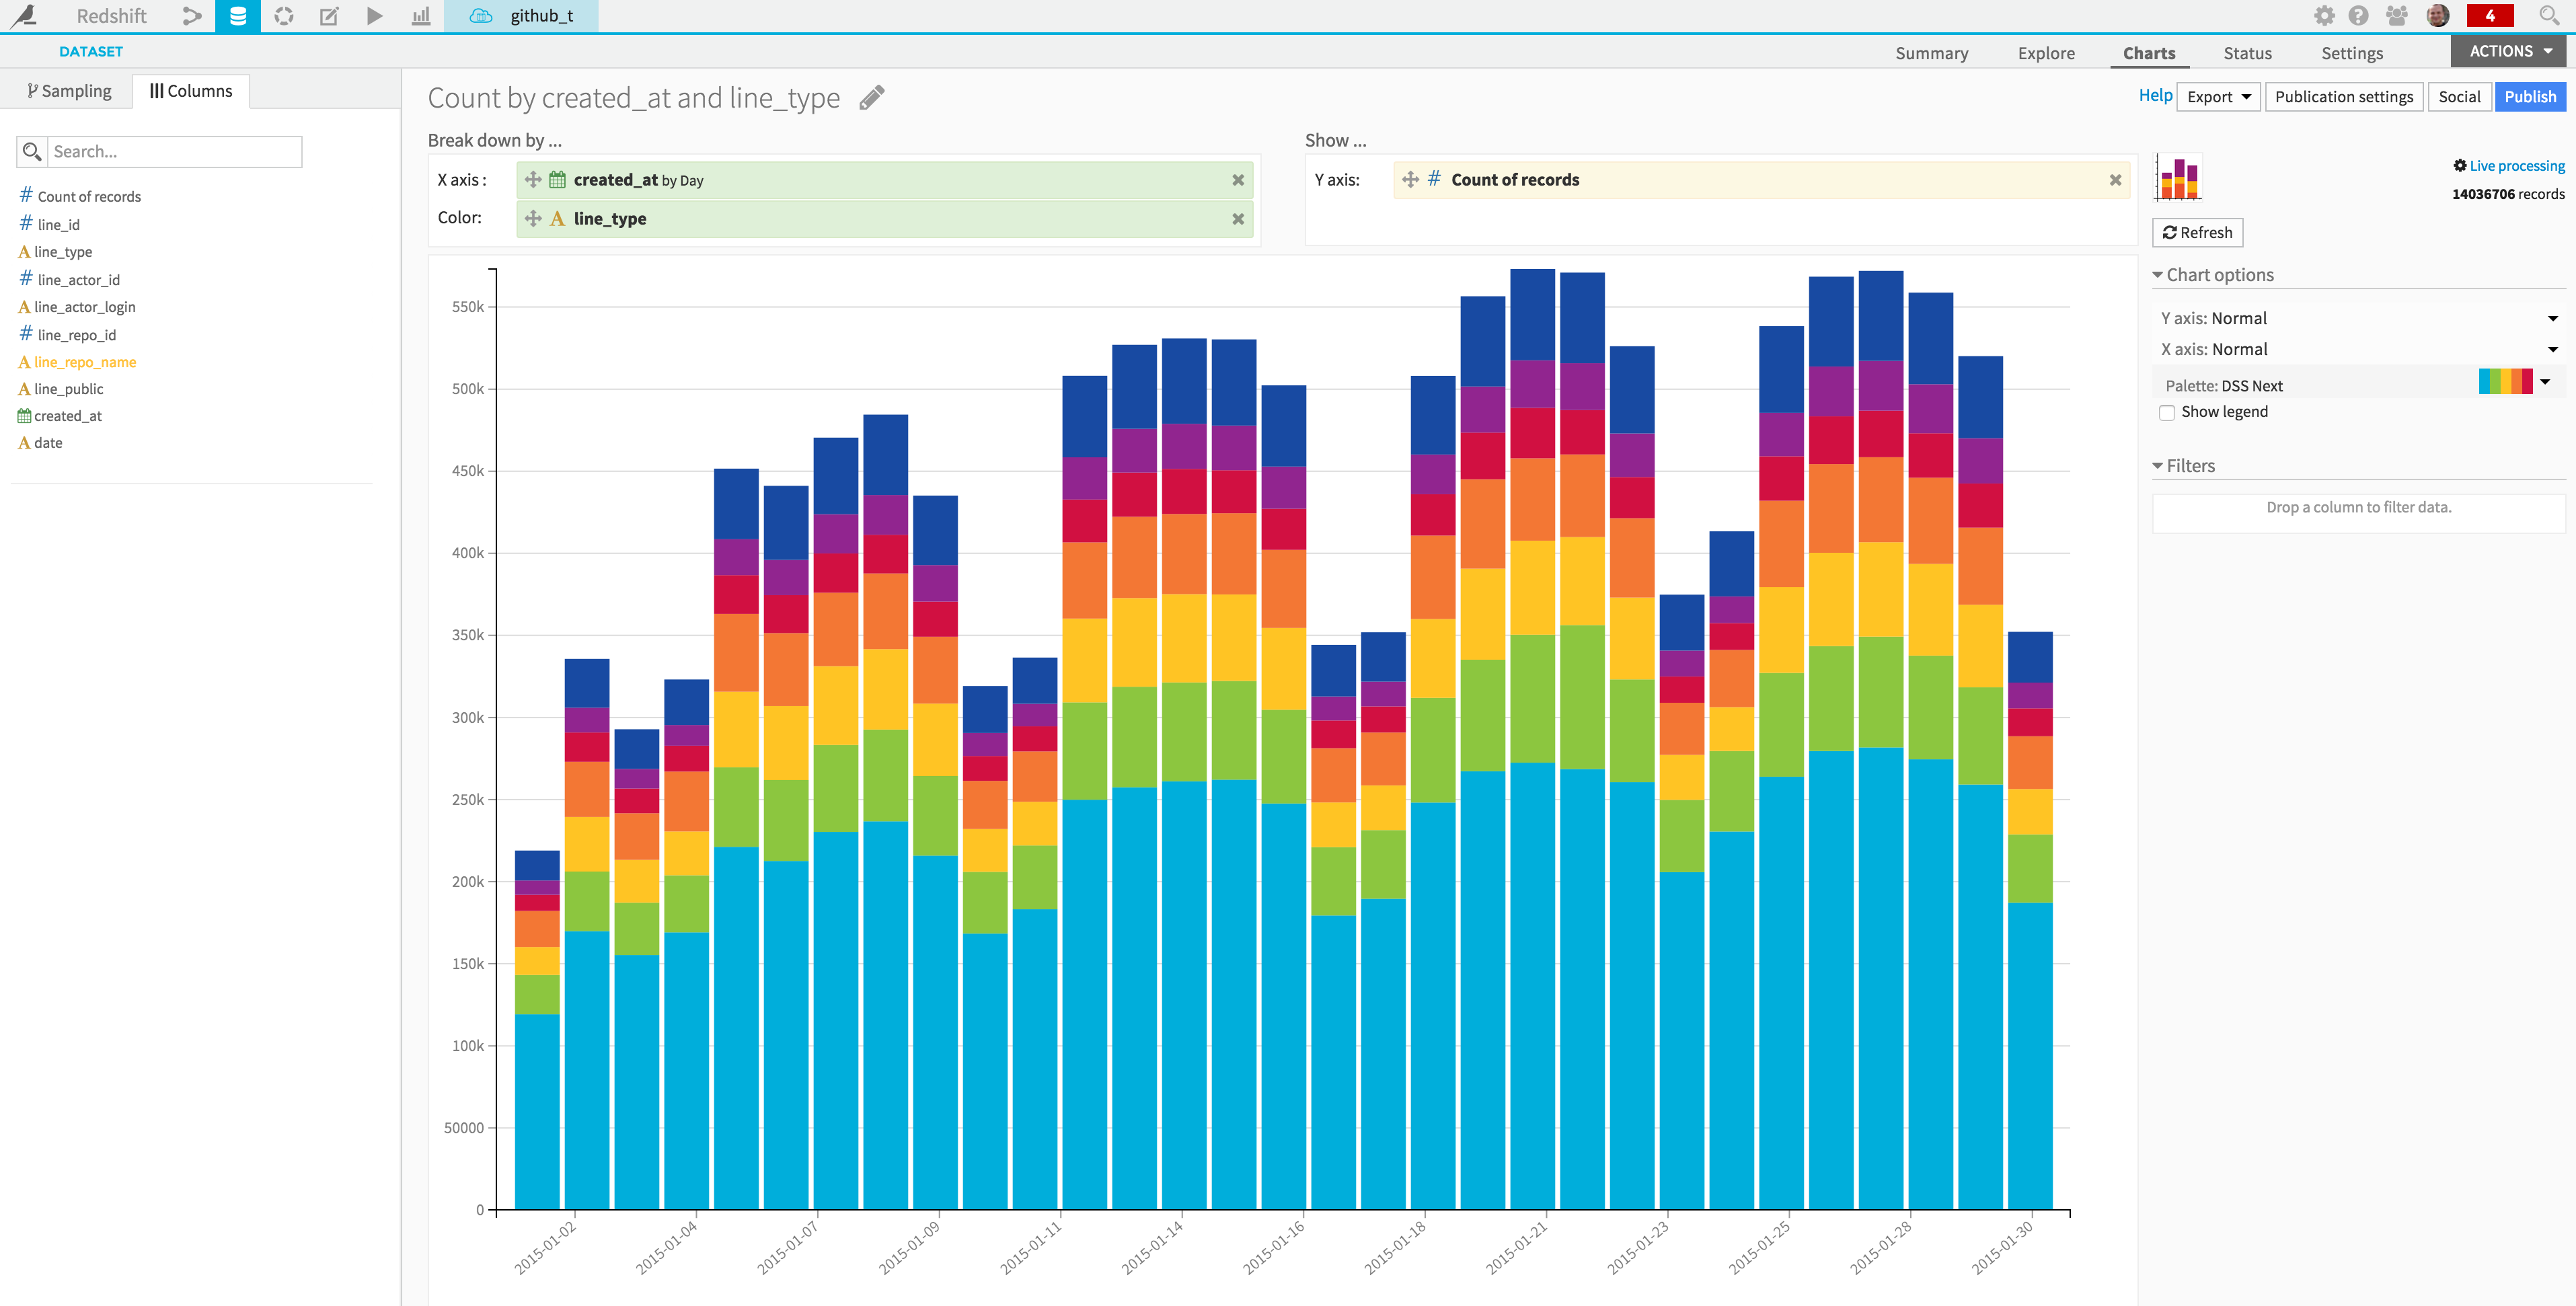 Redshift github_t 4
DATASET Summary Explore Charts Status Settings ACTIONS
Sampling Columns
Search...
# Count of records
# line_id
A line_type
# line_actor_id
A line_actor_login
# line_repo_id
A line_repo_name
A line_public
created_at
A date
Count by created_at and line_type
Help Export Publication settings Social Publish
Break down by ...
X axis : created_at by Day
Color: A line_type
Show ...
Y axis: # Count of records
Live processing
14036706 records
Refresh
Chart options
Y axis: Normal
X axis: Normal
Palette: DSS Next
Show legend
Filters
Drop a column to filter data.
550k
500k
450k
400k
350k
300k
250k
200k
150k
100k
50000
0
2015-01-02
2015-01-04
2015-01-07
2015-01-09
2015-01-11
2015-01-14
2015-01-16
2015-01-18
2015-01-21
2015-01-23
2015-01-25
2015-01-28
2015-01-30